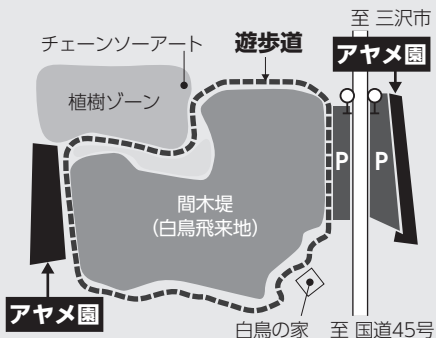 至 三沢市
チェーンソーアート
遊歩道
アヤメ園
植樹ゾーン
P
P
間木堤
(白鳥飛来地)
アヤメ園
白鳥の家
至 国道45号